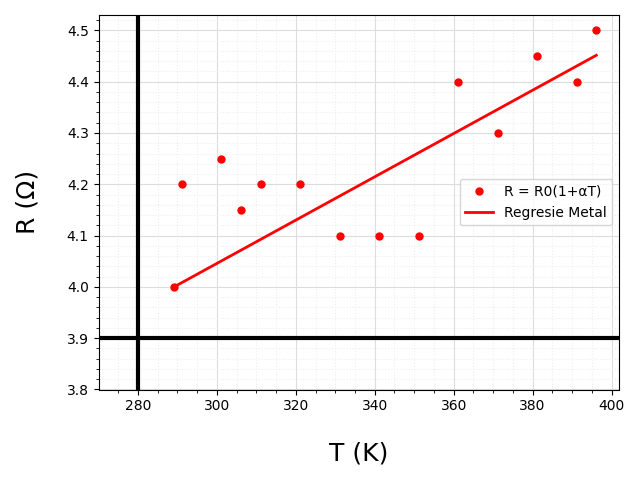 4.5
4.4
4.3
4.2
4.1
4.0
3.9
3.8
R (Ω)
R = R0(1+αT)
Regresie Metal
280 300 320 340 360 380 400
T (K)